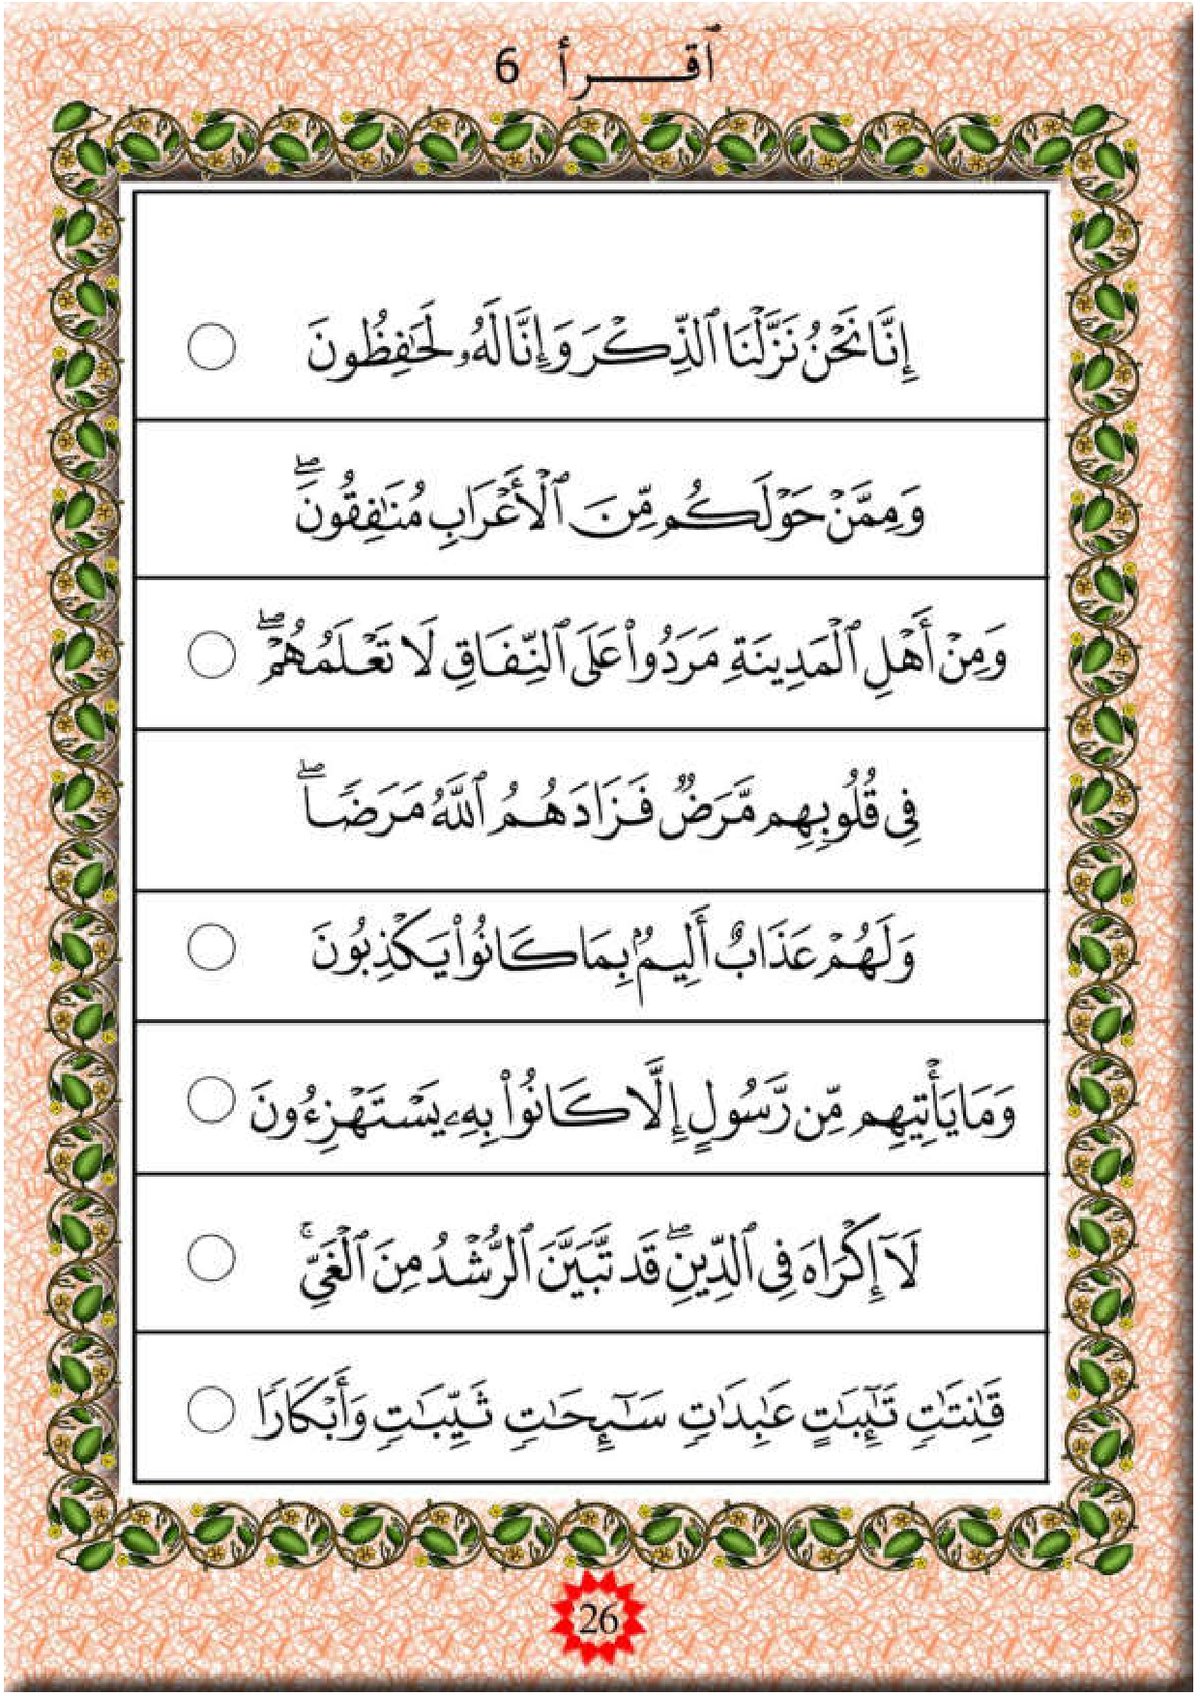 ٱقــــرأ 6
إِنَّا نَحْنُ نَزَّلْنَا ٱلذِّكْرَ وَإِنَّا لَهُۥ لَحَٰفِظُونَ
وَمِمَّنْ حَوْلَكُم مِّنَ ٱلْأَعْرَابِ مُنَٰفِقُونَۖ
وَمِنْ أَهْلِ ٱلْمَدِينَةِ مَرَدُوا۟ عَلَى ٱلنِّفَاقِ لَا تَعْلَمُهُمْۖ
فِى قُلُوبِهِم مَّرَضٌ فَزَادَهُمُ ٱللَّهُ مَرَضًاۖ
وَلَهُمْ عَذَابٌ أَلِيمٌۢ بِمَا كَانُوا۟ يَكْذِبُونَ
وَمَا يَأْتِيهِم مِّن رَّسُولٍ إِلَّا كَانُوا۟ بِهِۦ يَسْتَهْزِءُونَ
لَآ إِكْرَاهَ فِى ٱلدِّينِۖ قَد تَّبَيَّنَ ٱلرُّشْدُ مِنَ ٱلْغَىِّۚ
قَٰنِتَٰتٍ تَٰٓئِبَٰتٍ عَٰبِدَٰتٍ سَٰٓئِحَٰتٍ ثَيِّبَٰتٍ وَأَبْكَارًا
26